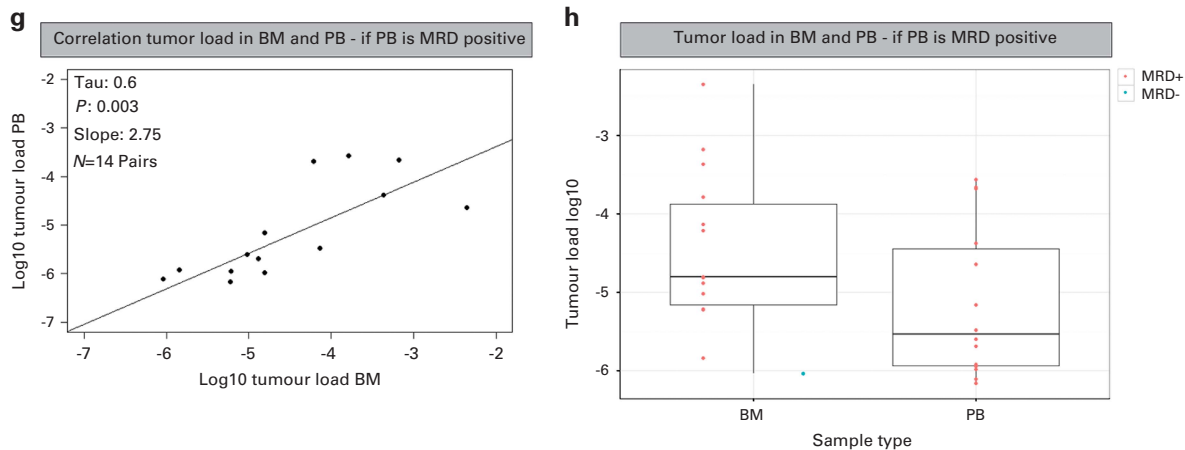 g
Correlation tumor load in BM and PB - if PB is MRD positive
Tau: 0.6
P: 0.003
Slope: 2.75
N=14 Pairs
-2
-3
-4
-5
-6
-7
Log10 tumour load PB
-7 -6 -5 -4 -3 -2
Log10 tumour load BM
h
Tumor load in BM and PB - if PB is MRD positive
MRD+
MRD-
-3
-4
-5
-6
Tumour load log10
BM PB
Sample type